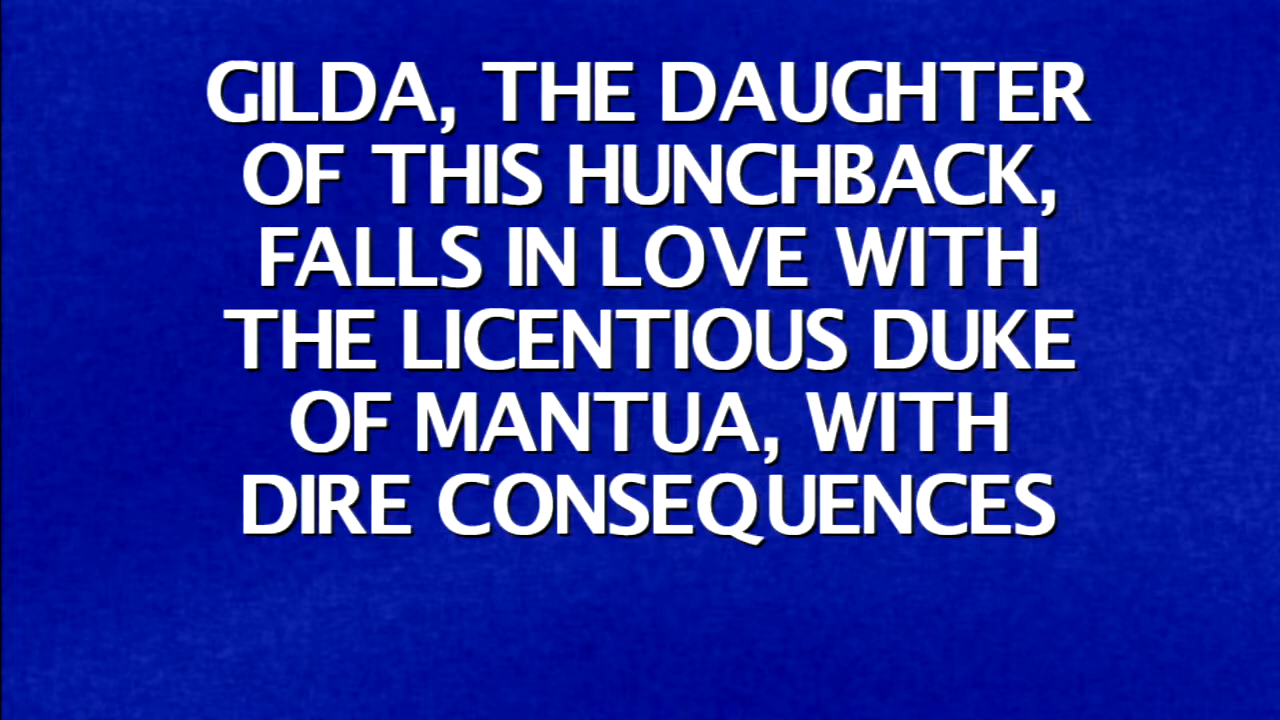 GILDA, THE DAUGHTER
OF THIS HUNCHBACK,
FALLS IN LOVE WITH
THE LICENTIOUS DUKE
OF MANTUA, WITH
DIRE CONSEQUENCES